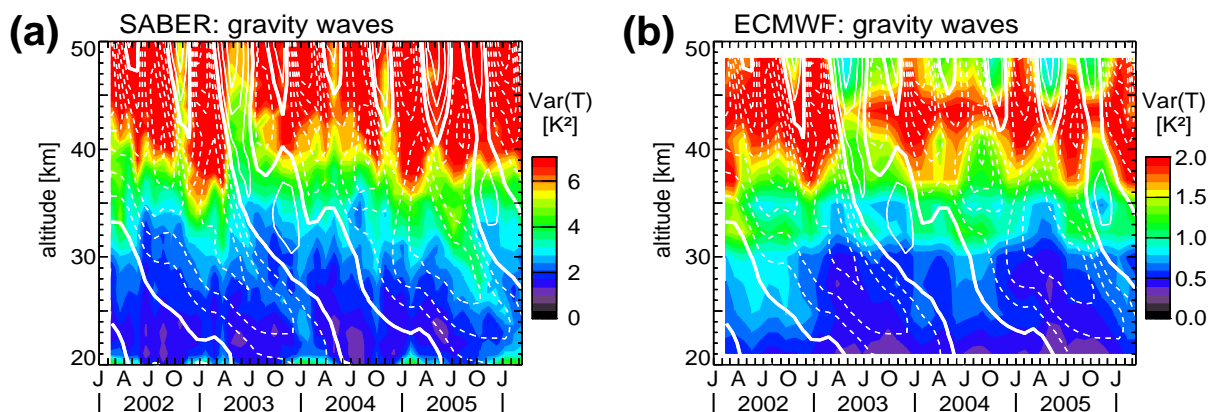 (a) SABER: gravity waves
50
40
30
20
altitude [km]
J A J O J A J O J A J O J A J O J
2002 2003 2004 2005
Var(T)
[K²]
6
4
2
0
(b) ECMWF: gravity waves
50
40
30
20
altitude [km]
J A J O J A J O J A J O J A J O J
2002 2003 2004 2005
Var(T)
[K²]
2.0
1.5
1.0
0.5
0.0